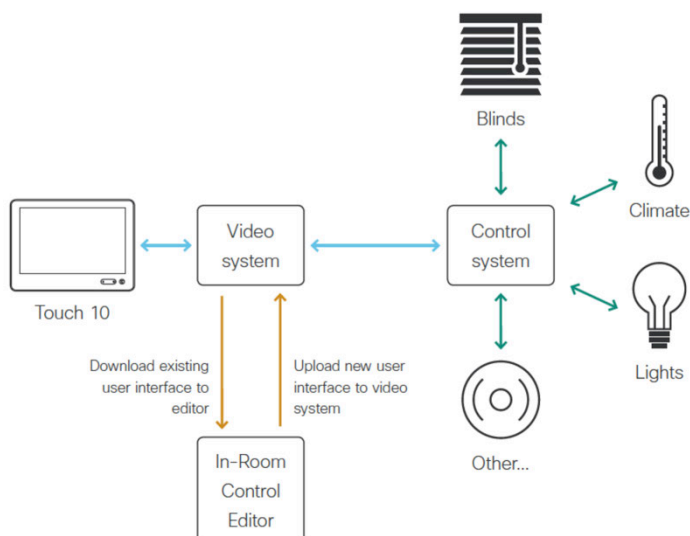 Blinds
Climate
Video
system
Control
system
Touch 10
Lights
Download existing
user interface to
editor
Upload new user
interface to video
system
In-Room
Control
Editor
Other...